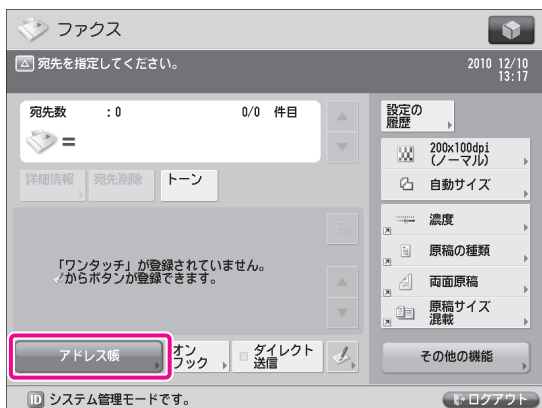 ファクス
宛先を指定してください。
2010 12/10
13:17
宛先数 :0 0/0 件目
=
詳細情報 宛先削除 トーン
「ワンタッチ」が登録されていません。
からボタンが登録できます。
アドレス帳
オン
フック
ダイレクト
送信
設定の
履歴
200x100dpi
(ノーマル)
自動サイズ
濃度
原稿の種類
両面原稿
原稿サイズ
混載
その他の機能
ID システム管理モードです。
ログアウト